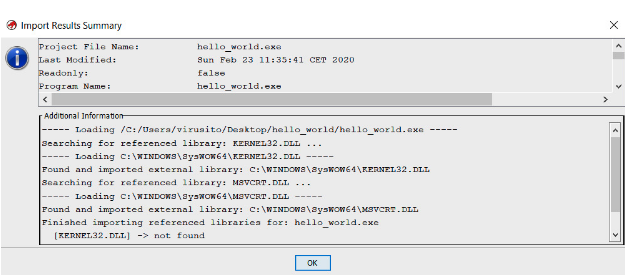 Import Results Summary
Project File Name: hello_world.exe
Last Modified: Sun Feb 23 11:35:41 CET 2020
Readonly: false
Program Name: hello_world.exe
Additional Information
----- Loading /C:/Users/virusito/Desktop/hello_world/hello_world.exe -----
Searching for referenced library: KERNEL32.DLL ...
----- Loading C:\WINDOWS\SysWOW64\KERNEL32.DLL -----
Found and imported external library: C:\WINDOWS\SysWOW64\KERNEL32.DLL
Searching for referenced library: MSVCRT.DLL ...
----- Loading C:\WINDOWS\SysWOW64\MSVCRT.DLL -----
Found and imported external library: C:\WINDOWS\SysWOW64\MSVCRT.DLL
Finished importing referenced libraries for: hello_world.exe
[KERNEL32.DLL] -> not found
OK